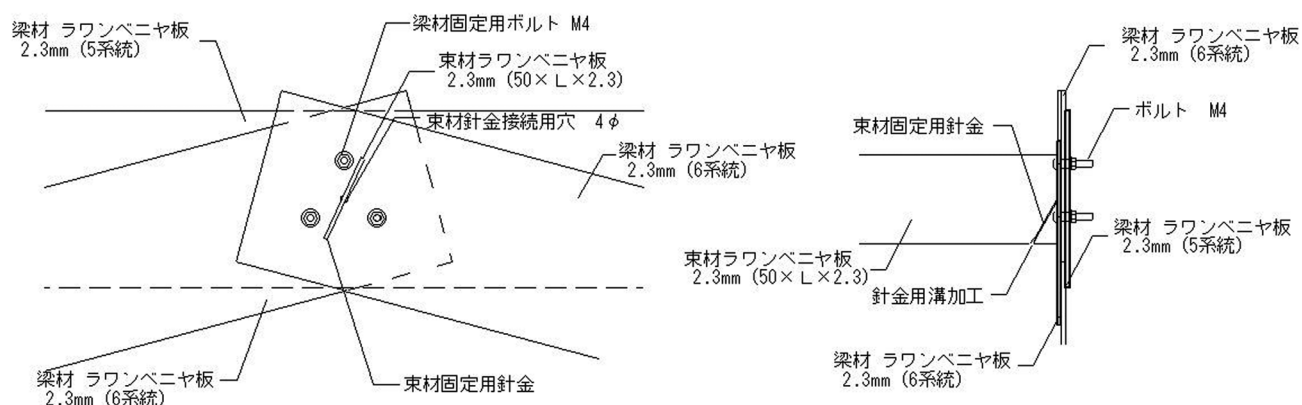 梁材 ラワンベニヤ板
2.3mm (5系統)
梁材固定用ボルト M4
束材ラワンベニヤ板
2.3mm (50×L×2.3)
束材針金接続用穴 4φ
梁材 ラワンベニヤ板
2.3mm (6系統)
梁材 ラワンベニヤ板
2.3mm (6系統)
束材固定用針金
梁材 ラワンベニヤ板
2.3mm (6系統)
ボルト M4
束材固定用針金
梁材 ラワンベニヤ板
2.3mm (5系統)
束材ラワンベニヤ板
2.3mm (50×L×2.3)
針金用溝加工
梁材 ラワンベニヤ板
2.3mm (6系統)